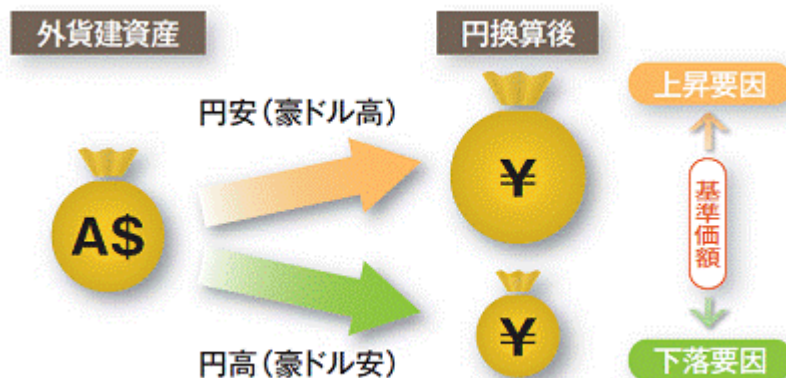 外貨建資産
円換算後
上昇要因
円安（豪ドル高）
A$
¥
基準価額
¥
円高（豪ドル安）
下落要因